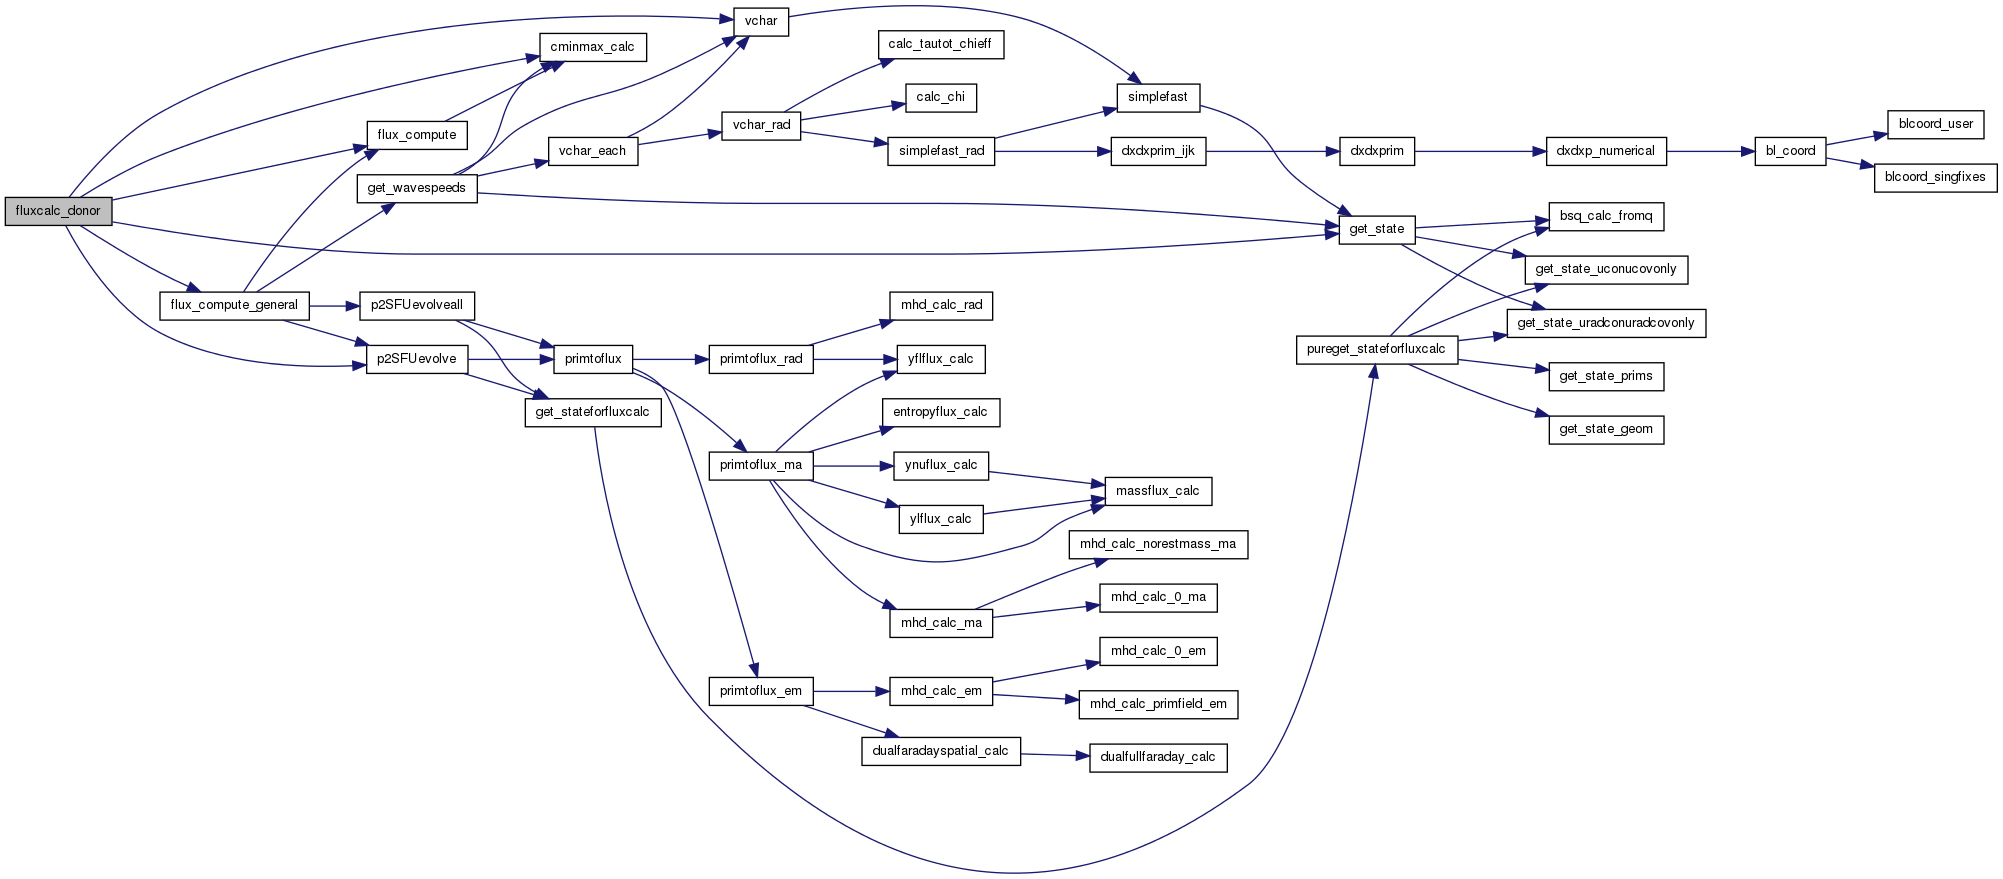 fluxcalc_donor
vchar
cminmax_calc
flux_compute
get_wavespeeds
vchar_each
flux_compute_general
p2SFUevolveall
p2SFUevolve
primtoflux
get_stateforfluxcalc
calc_tautot_chieff
calc_chi
vchar_rad
simplefast_rad
simplefast
dxdxprim_ijk
dxdxprim
dxdxp_numerical
bl_coord
blcoord_user
blcoord_singfixes
get_state
bsq_calc_fromq
get_state_uconucovonly
get_state_uradconuradcovonly
pureget_stateforfluxcalc
get_state_prims
get_state_geom
mhd_calc_rad
primtoflux_rad
yflflux_calc
entropyflux_calc
primtoflux_ma
ynuflux_calc
ylflux_calc
massflux_calc
mhd_calc_norestmass_ma
mhd_calc_0_ma
mhd_calc_ma
mhd_calc_0_em
primtoflux_em
mhd_calc_em
mhd_calc_primfield_em
dualfaradayspatial_calc
dualfullfaraday_calc